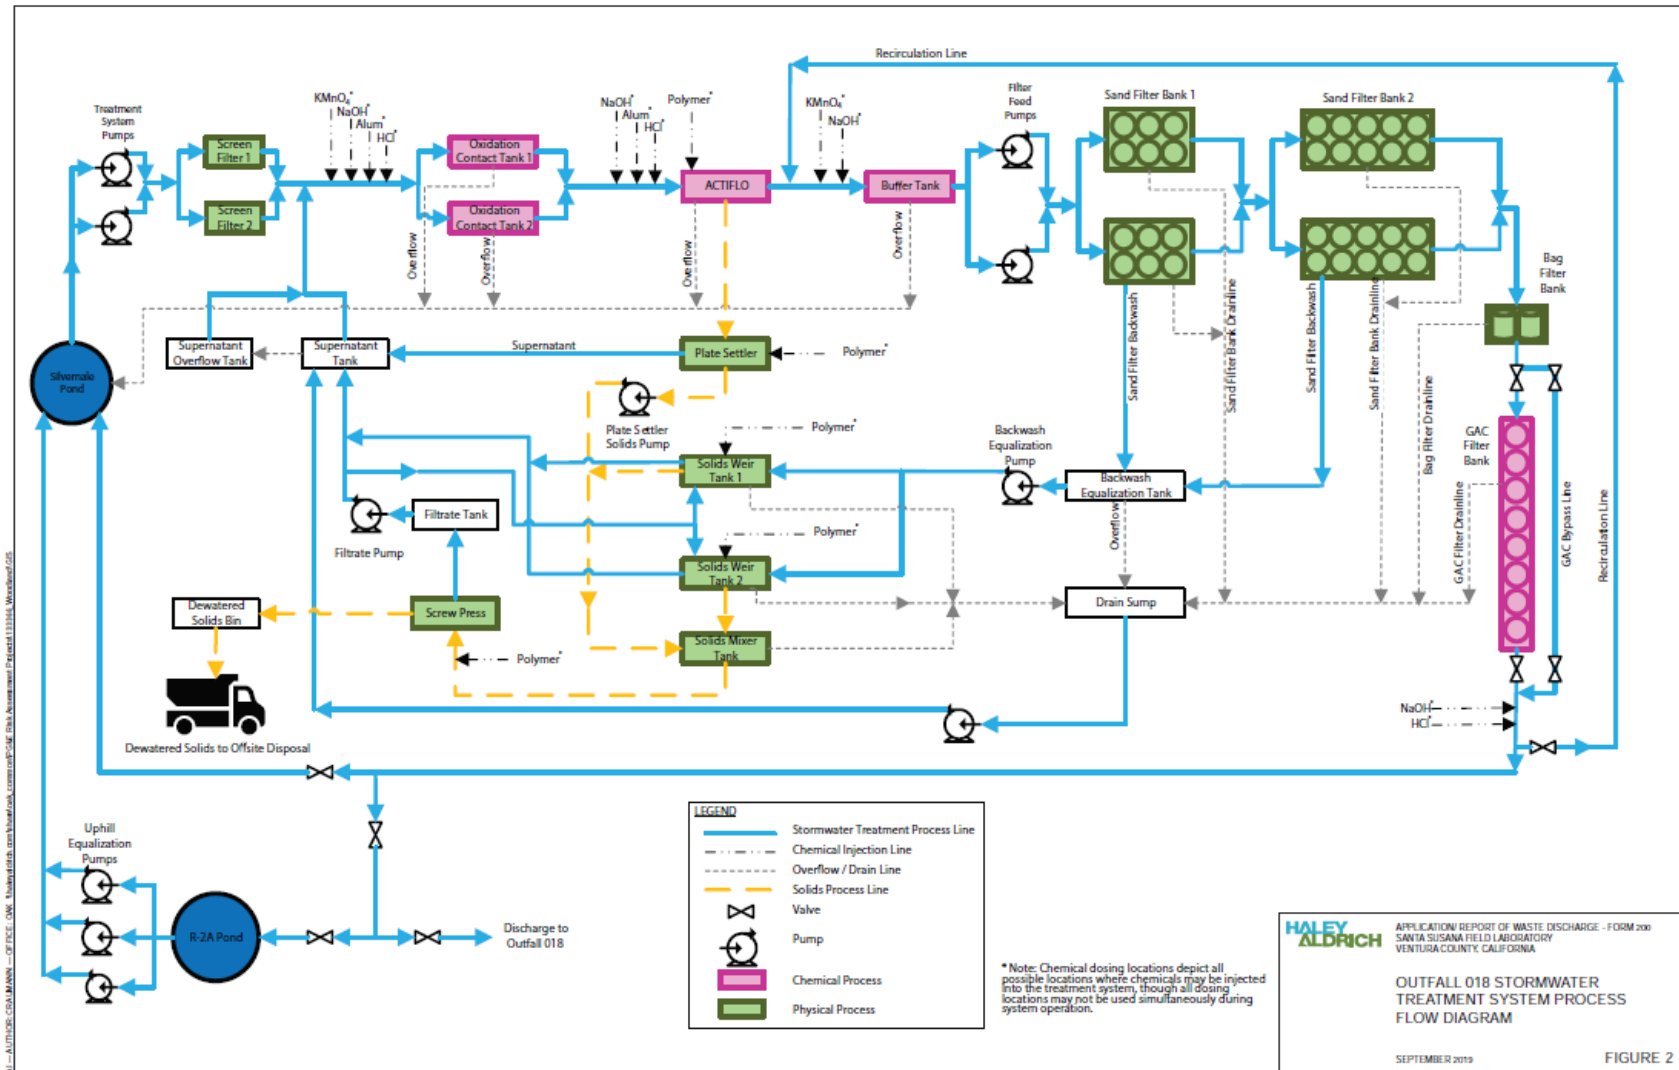 Recirculation Line
Treatment
System
Pumps
KMnO4*
NaOH*
Alum*
HCl*
NaOH*
Alum*
HCl*
Polymer*
KMnO4*
NaOH*
Filter
Feed
Pumps
Sand Filter Bank 1
Sand Filter Bank 2
Screen
Filter 1
Screen
Filter 2
Oxidation
Contact Tank 1
Oxidation
Contact Tank 2
ACTIFLO
Buffer Tank
Overflow
Overflow
Overflow
Overflow
Bag
Filter
Bank
Silvernale
Pond
Supernatant
Overflow Tank
Supernatant
Tank
Supernatant
Plate Settler
Polymer*
Plate Settler
Solids Pump
Polymer*
Sand Filter Backwash
Sand Filter Bank Drainline
Sand Filter Backwash
Sand Filter Bank Drainline
Bag Filter Drainline
GAC Filter Drainline
GAC
Filter
Bank
GAC Bypass Line
Recirculation Line
Backwash
Equalization
Pump
Solids Weir
Tank 1
Backwash
Equalization Tank
Overflow
Filtrate Tank
Filtrate Pump
Polymer*
Solids Weir
Tank 2
Dewatered
Solids Bin
Screw Press
Drain Sump
Solids Mixer
Tank
Polymer*
Dewatered Solids to Offsite Disposal
NaOH*
HCl*
Uphill
Equalization
Pumps
R-2A Pond
Discharge to
Outfall 018
LEGEND
Stormwater Treatment Process Line
Chemical Injection Line
Overflow / Drain Line
Solids Process Line
Valve
Pump
Chemical Process
Physical Process
* Note: Chemical dosing locations depict all
possible locations where chemicals may be injected
into the treatment system, though all dosing
locations may not be used simultaneously during
system operation.
HALEY
ALDRICH
APPLICATION/ REPORT OF WASTE DISCHARGE - FORM 200
SANTA SUSANA FIELD LABORATORY
VENTURA COUNTY, CALIFORNIA
OUTFALL 018 STORMWATER
TREATMENT SYSTEM PROCESS
FLOW DIAGRAM
SEPTEMBER 2019
FIGURE 2